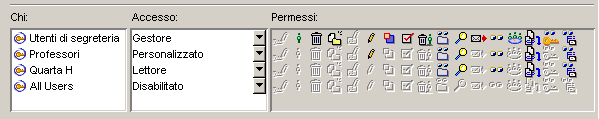 Chi: Accesso: Permessi:
Utenti di segreteria Gestore
Professori Personalizzato
Quarta H Lettore
All Users Disabilitato